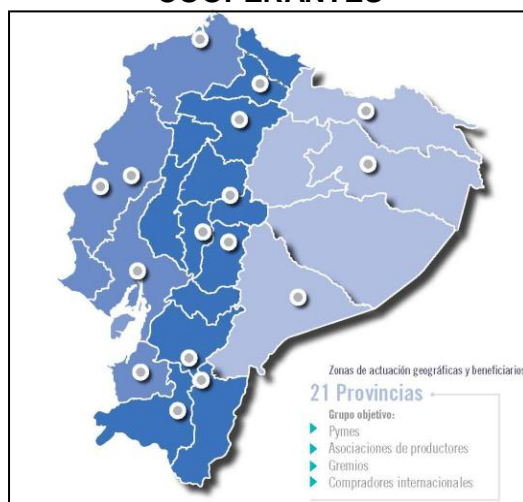 COOPERANTES
Zonas de actuación geográficas y beneficiarios
21 Provincias
Grupo objetivo:
Pymes
Asociaciones de productores
Gremios
Compradores internacionales